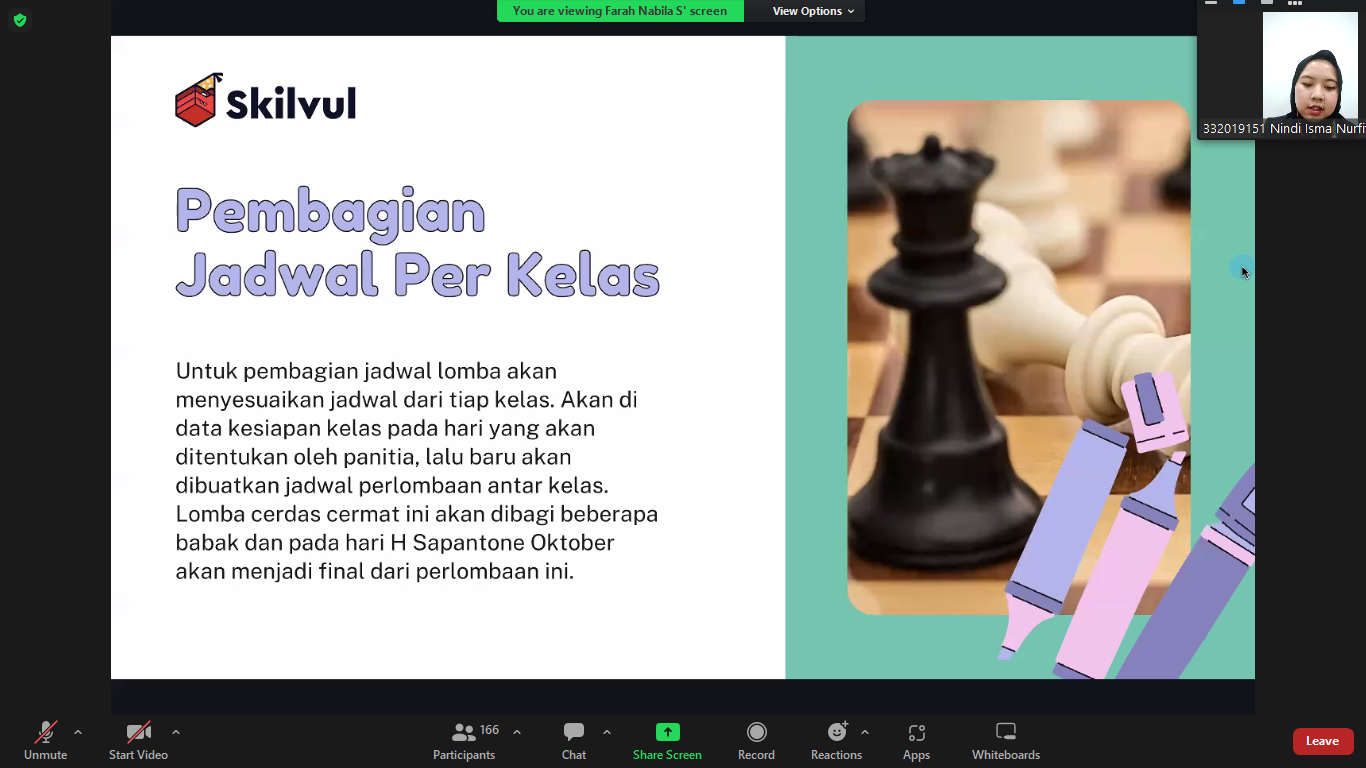 You are viewing Farah Nabila S' screen
View Options
332019151 Nindi Isma Nurfi
Skilvul
Pembagian
Jadwal Per Kelas
Untuk pembagian jadwal lomba akan
menyesuaikan jadwal dari tiap kelas. Akan di
data kesiapan kelas pada hari yang akan
ditentukan oleh panitia, lalu baru akan
dibuatkan jadwal perlombaan antar kelas.
Lomba cerdas cermat ini akan dibagi beberapa
babak dan pada hari H Sapantone Oktober
akan menjadi final dari perlombaan ini.
Unmute
Start Video
166
Participants
Chat
Share Screen
Record
Reactions
Apps
Whiteboards
Leave